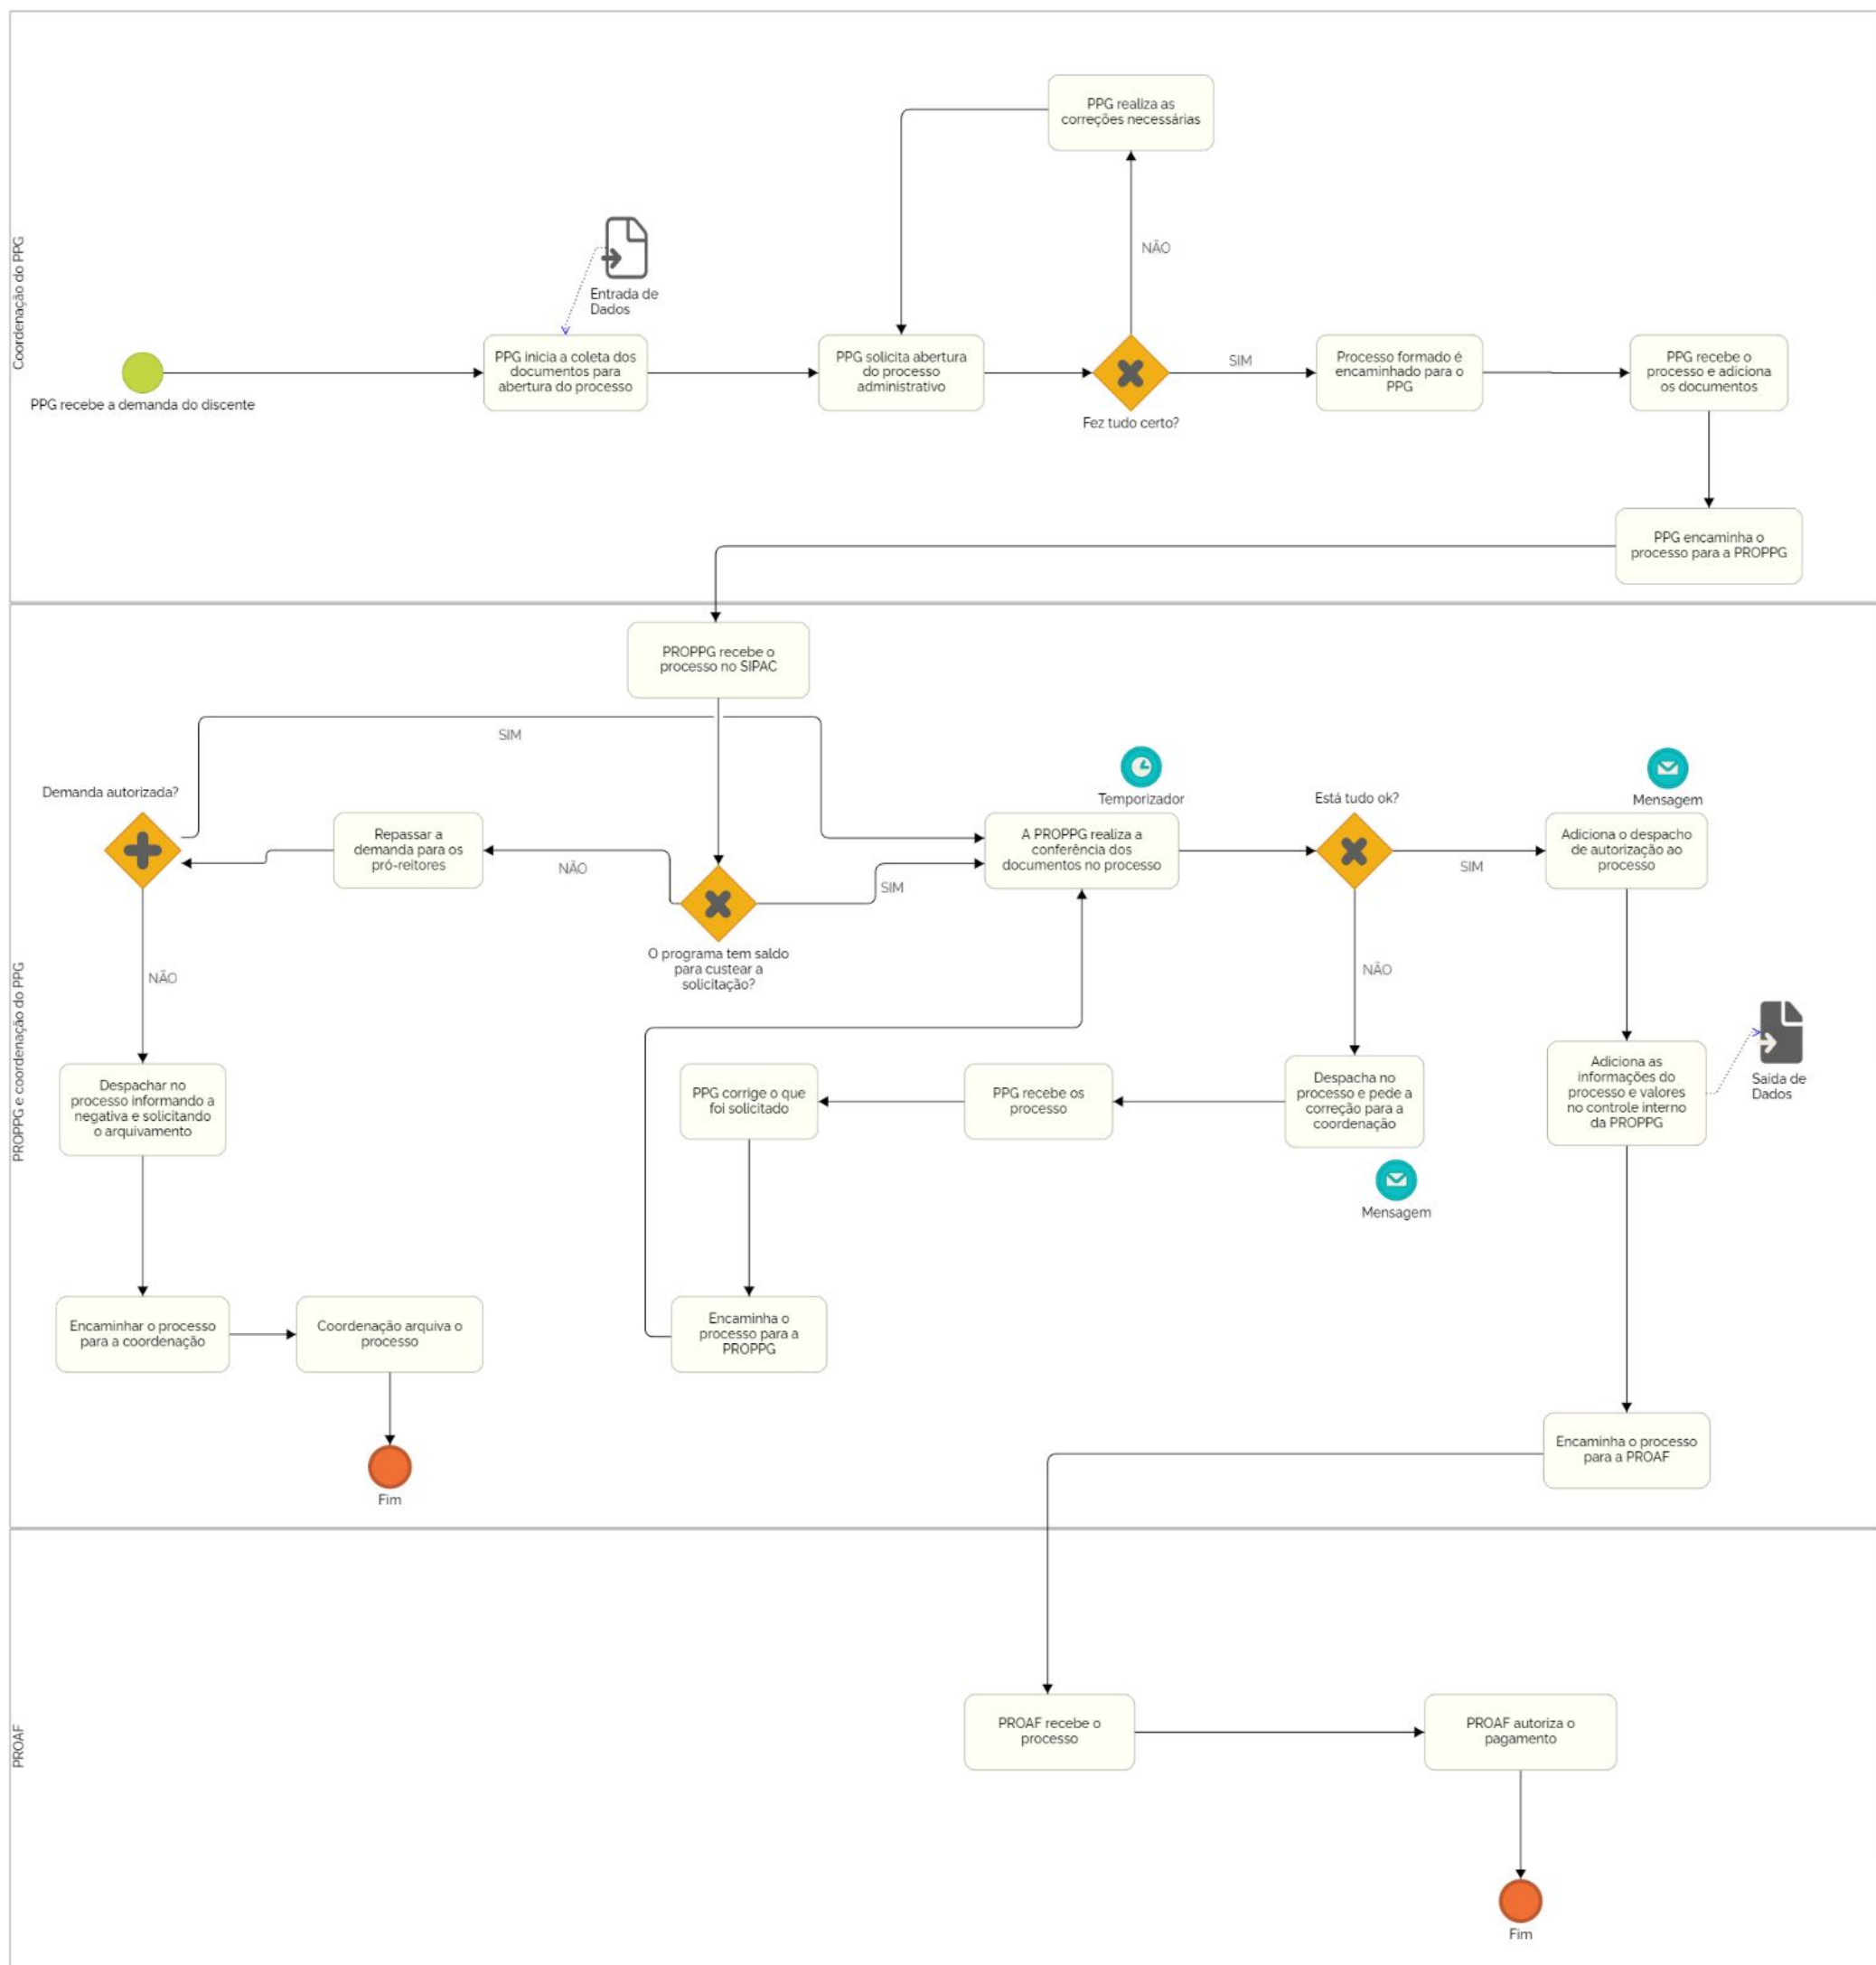 Coordenação do PPG
PPG realiza as
correções necessárias
NÃO
Entrada de
Dados
PPG recebe a demanda do discente
PPG inicia a coleta dos
documentos para
abertura do processo
PPG solicita abertura
do processo
administrativo
Fez tudo certo?
SIM
Processo formado é
encaminhado para o
PPG
PPG recebe o
processo e adiciona
os documentos
PPG encaminha o
processo para a PROPPG
PROPPG e coordenação do PPG
PROPPG recebe o
processo no SIPAC
SIM
Demanda autorizada?
Repassar a
demanda para os
pró-reitores
NÃO
O programa tem saldo
para custear a
solicitação?
SIM
Temporizador
A PROPPG realiza a
conferência dos
documentos no processo
Está tudo ok?
SIM
Mensagem
Adiciona o despacho
de autorização ao
processo
NÃO
NÃO
Despachar no
processo informando a
negativa e solicitando
o arquivamento
PPG corrige o que
foi solicitado
PPG recebe os
processo
Despacha no
processo e pede a
correção para a
coordenação
Mensagem
Adiciona as
informações do
processo e valores
no controle interno
da PROPPG
Saída de
Dados
Encaminhar o processo
para a coordenação
Coordenação arquiva o
processo
Encaminha o
processo para a
PROPPG
Fim
Encaminha o processo
para a PROAF
PROAF
PROAF recebe o
processo
PROAF autoriza o
pagamento
Fim